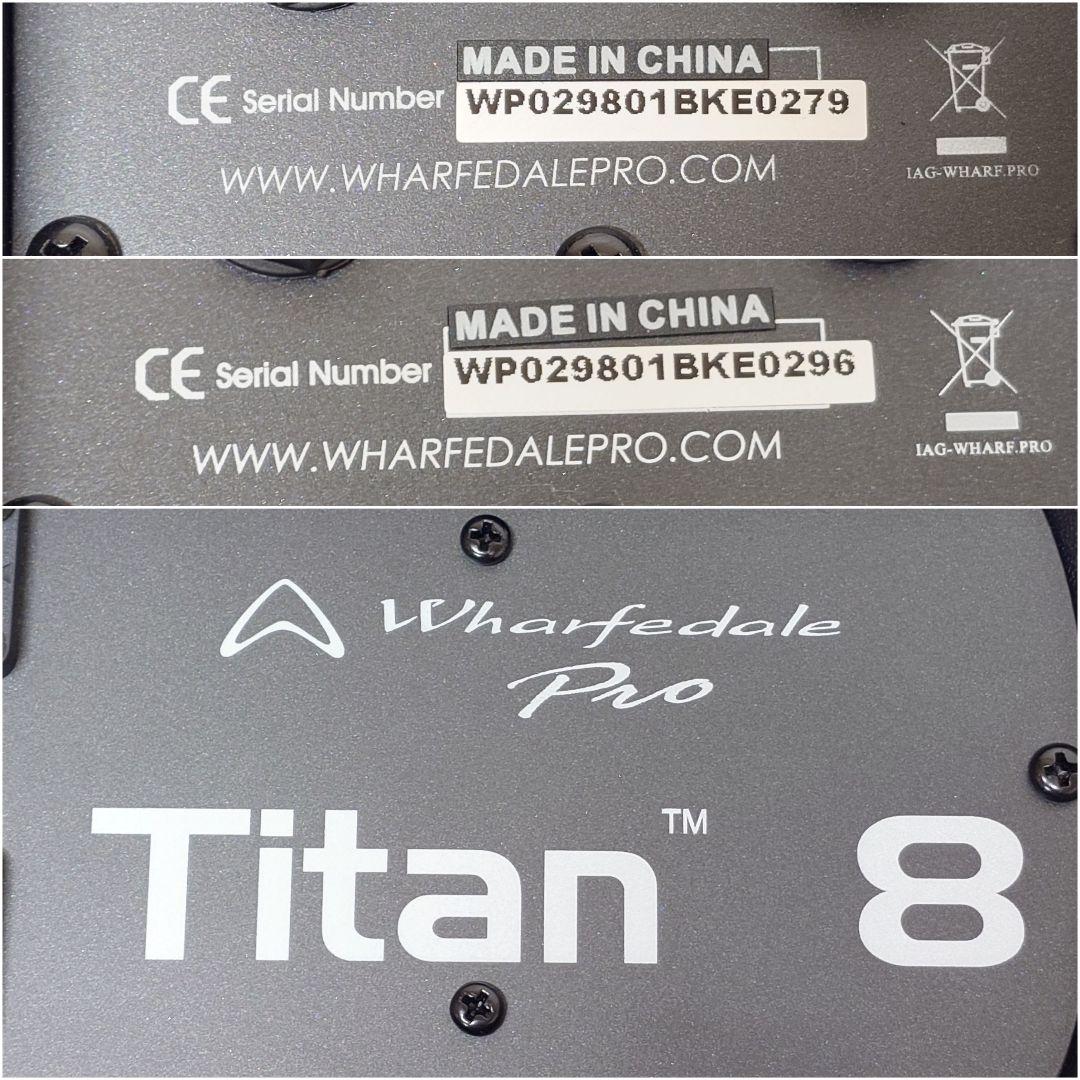 MADE IN CHINA
CE Serial Number WP029801BKE0279
WWW.WHARFEDALEPRO.COM
IAG-WHARF.PRO
MADE IN CHINA
CE Serial Number WP029801BKE0296
WWW.WHARFEDALEPRO.COM
IAG-WHARF.PRO
Wharfedale
Pro
Titan™ 8